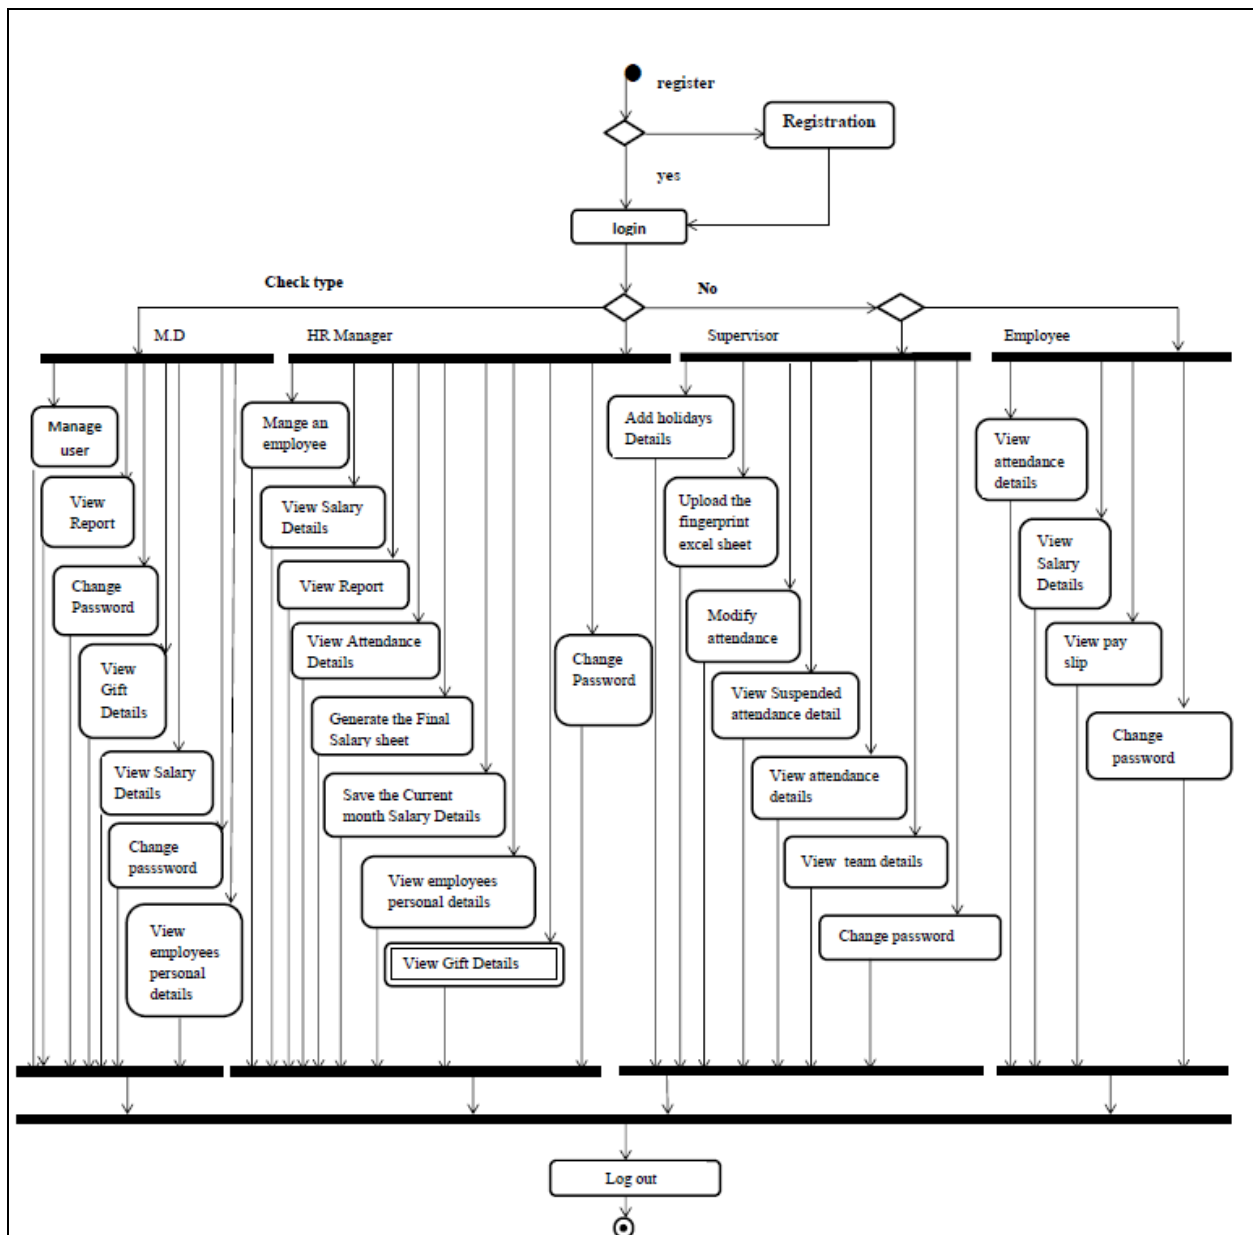 register
Registration
yes
login
Check type
No
M.D
HR Manager
Supervisor
Employee
Manage
user
View
Report
Change
Password
View
Gift
Details
View Salary
Details
Change
passsword
View
employees
personal
details
Mange an
employee
View Salary
Details
View Report
View Attendance
Details
Generate the Final
Salary sheet
Save the Current
month Salary Details
View employees
personal details
View Gift Details
Change
Password
Add holidays
Details
Upload the
fingerprint
excel sheet
Modify
attendance
View Suspended
attendance detail
View attendance
details
View team details
Change password
View
attendance
details
View
Salary
Details
View pay
slip
Change
password
Log out